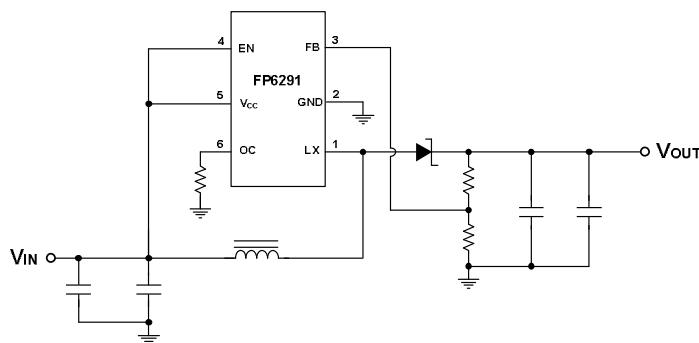 4 EN FB 3
FP6291
5 VCC GND 2
6 OC LX 1
VOUT
VIN